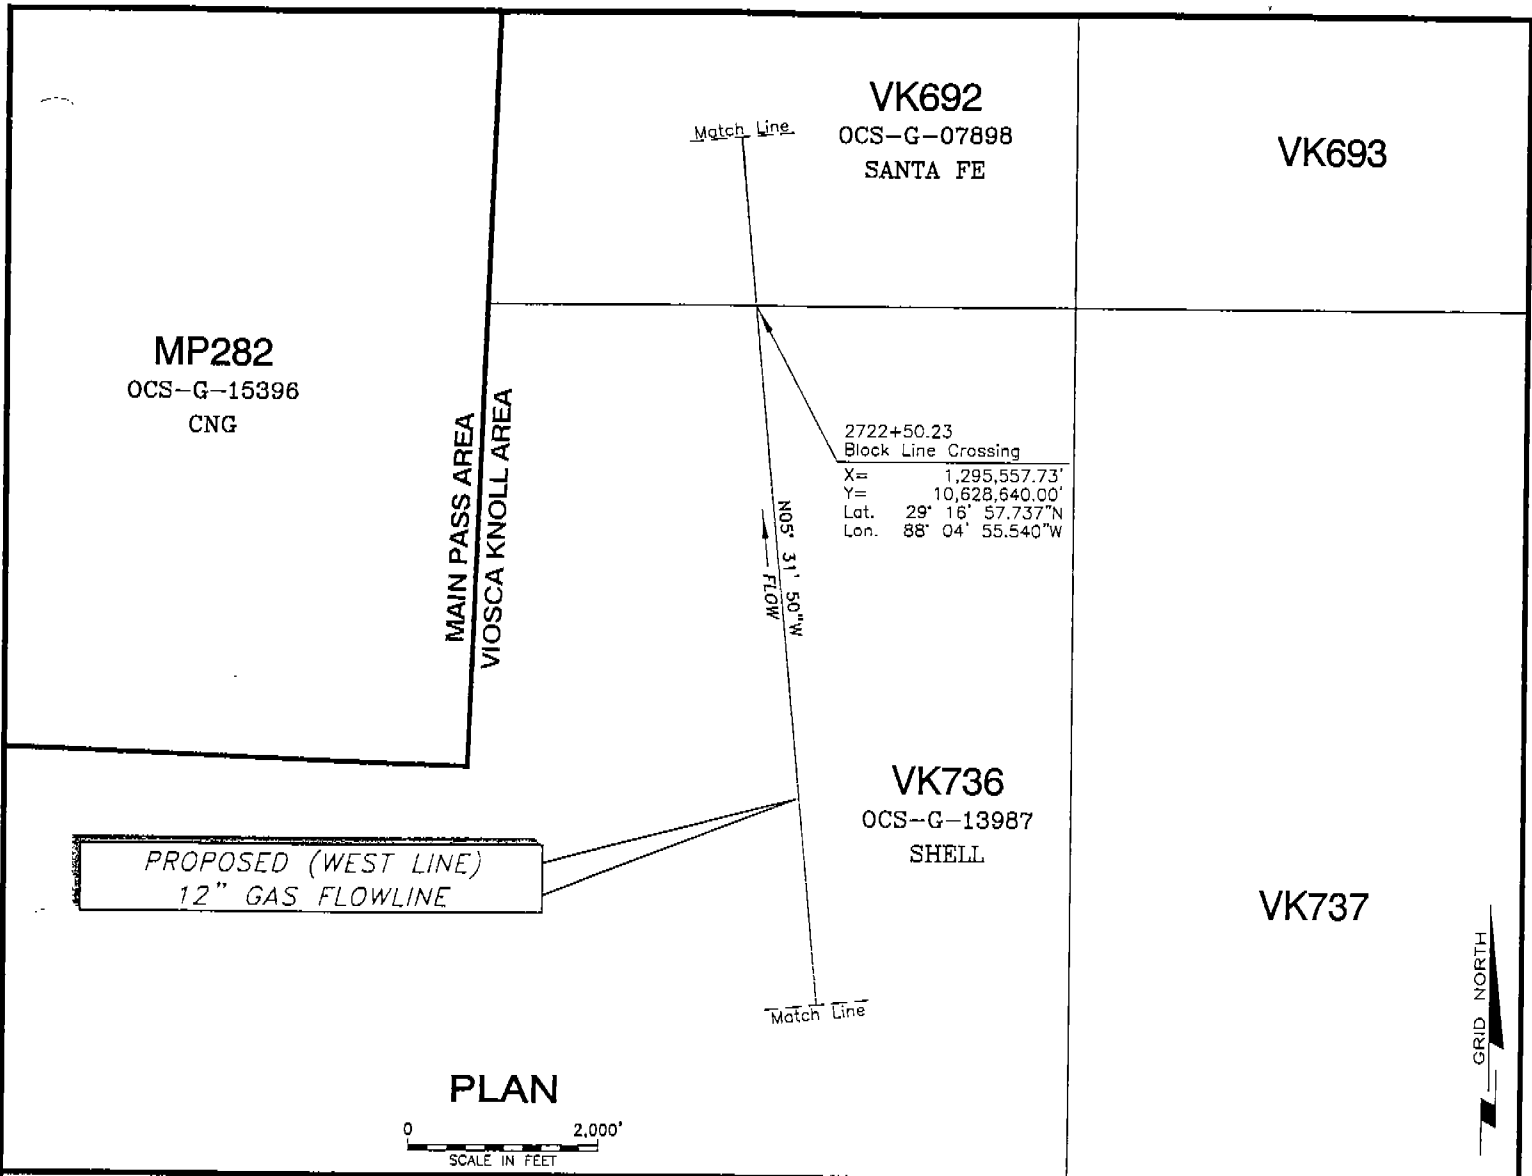 VK692
OCS-G-07898
SANTA FE
Match Line
VK693
MP282
OCS-G-15396
CNG
MAIN PASS AREA
VIOSCA KNOLL AREA
2722+50.23
Block Line Crossing
X= 1,295,557.73'
Y= 10,628,640.00'
Lat. 29° 16' 57.737"N
Lon. 88° 04' 55.540"W
N05° 31' 50"W
FLOW
VK736
OCS-G-13987
SHELL
PROPOSED (WEST LINE)
12" GAS FLOWLINE
VK737
Match Line
GRID NORTH
PLAN
0 2,000'
SCALE IN FEET